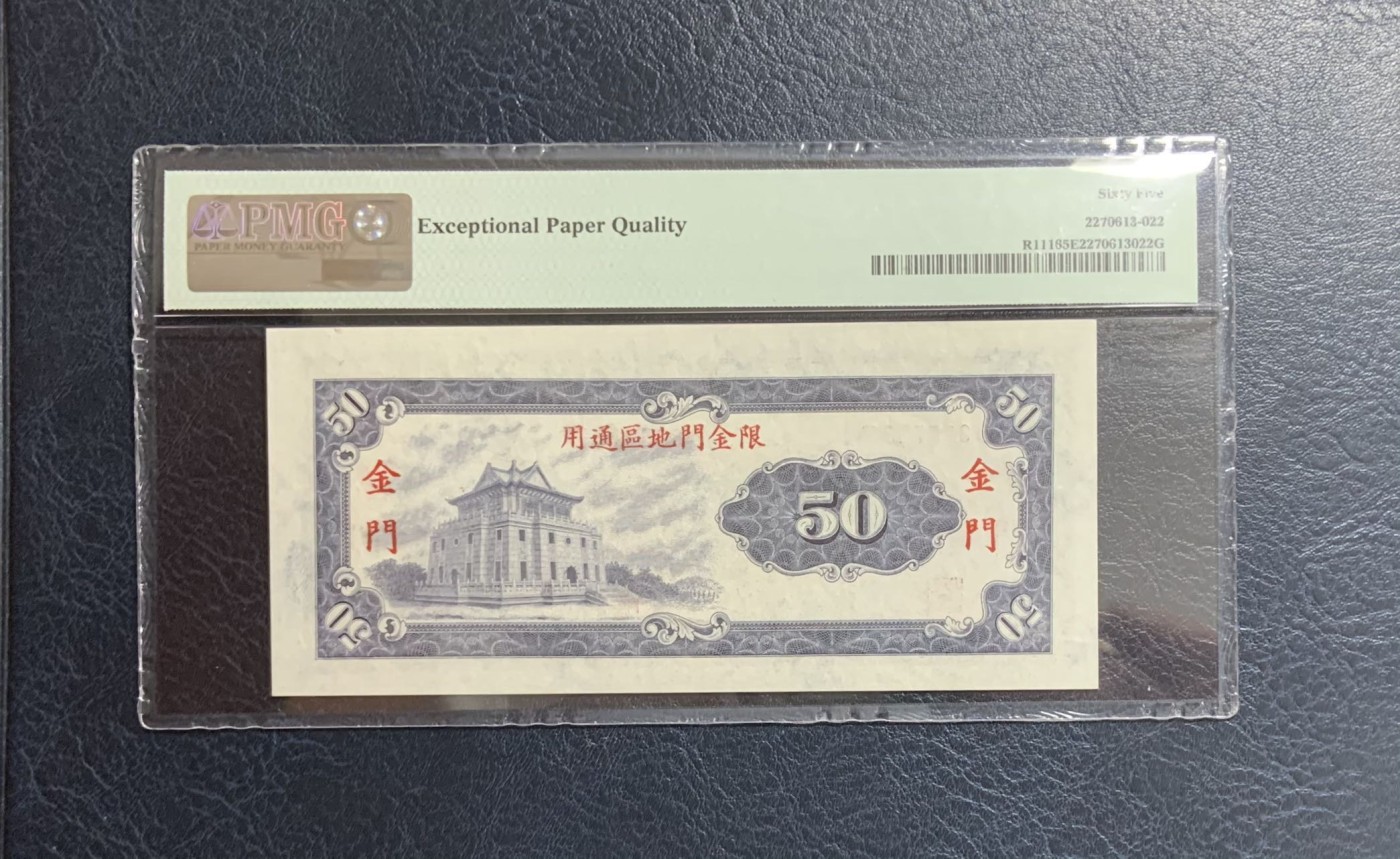 PMG
PAPER MONEY GUARANTY
Exceptional Paper Quality
Sixty Five
2270613-022
R11165E2270613022G
50
50
用通區地門金限
金門
50
金門
50
50